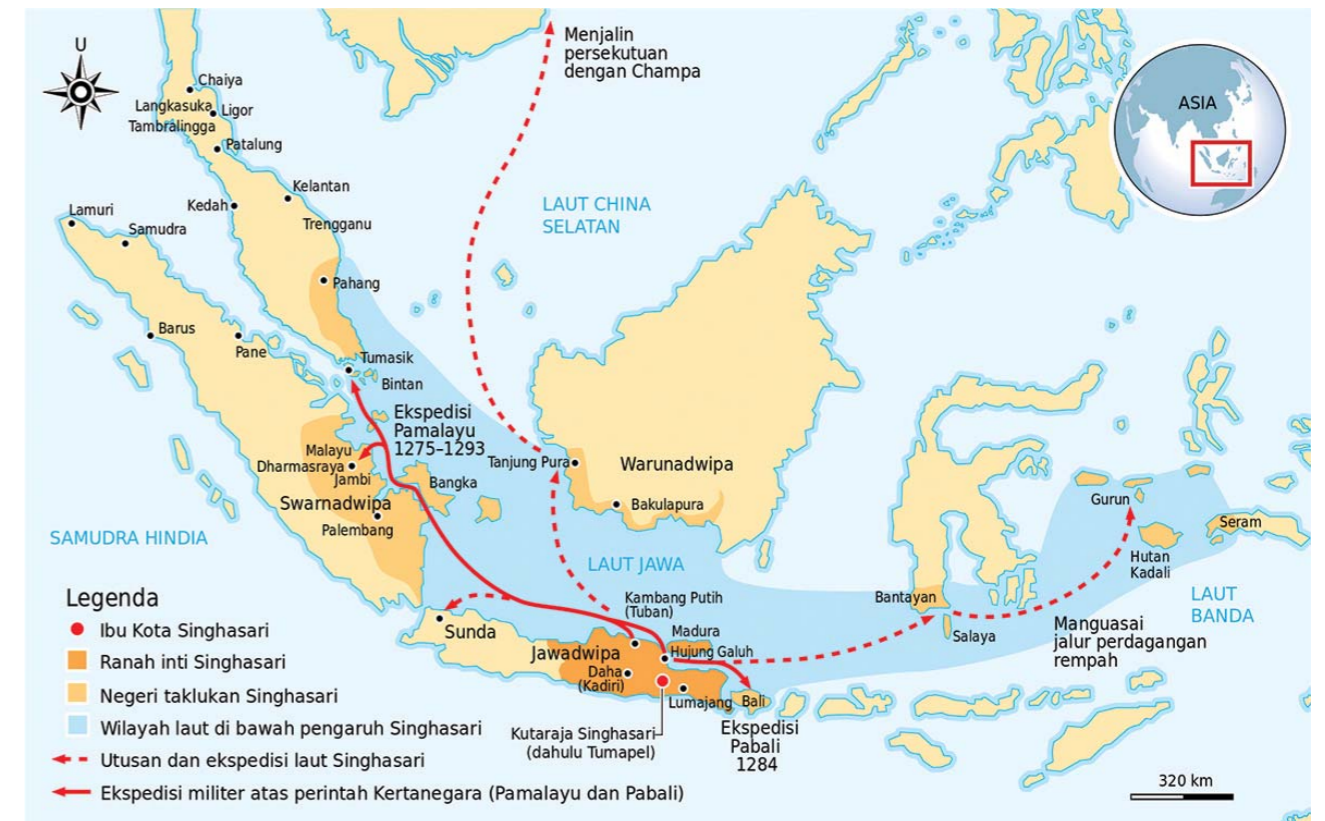 U
Chaiya
Langkasuka
Ligor
Tambralingga
Patalung
Kelantan
Kedah
Trengganu
Lamuri
Samudra
Pahang
Barus
Pane
Tumasik
Bintan
Menjalin
persekutuan
dengan Champa
LAUT CHINA
SELATAN
ASIA
Ekspedisi
Pamalayu
1275–1293
Malayu
Dharmasraya
Jambi
Bangka
Swarnadwipa
Palembang
Tanjung Pura
Warunadwipa
Bakulapura
SAMUDRA HINDIA
LAUT JAWA
Gurun
Seram
Hutan
Kadali
LAUT
BANDA
Bantayan
Salaya
Manguasai
jalur perdagangan
rempah
Kambang Putih
(Tuban)
Sunda
Madura
Jawadwipa
Hujung Galuh
Daha
(Kadiri)
Lumajang
Bali
Kutaraja Singhasari
(dahulu Tumapel)
Ekspedisi
Pabali
1284
Legenda
Ibu Kota Singhasari
Ranah inti Singhasari
Negeri taklukan Singhasari
Wilayah laut di bawah pengaruh Singhasari
Utusan dan ekspedisi laut Singhasari
Ekspedisi militer atas perintah Kertanegara (Pamalayu dan Pabali)
320 km